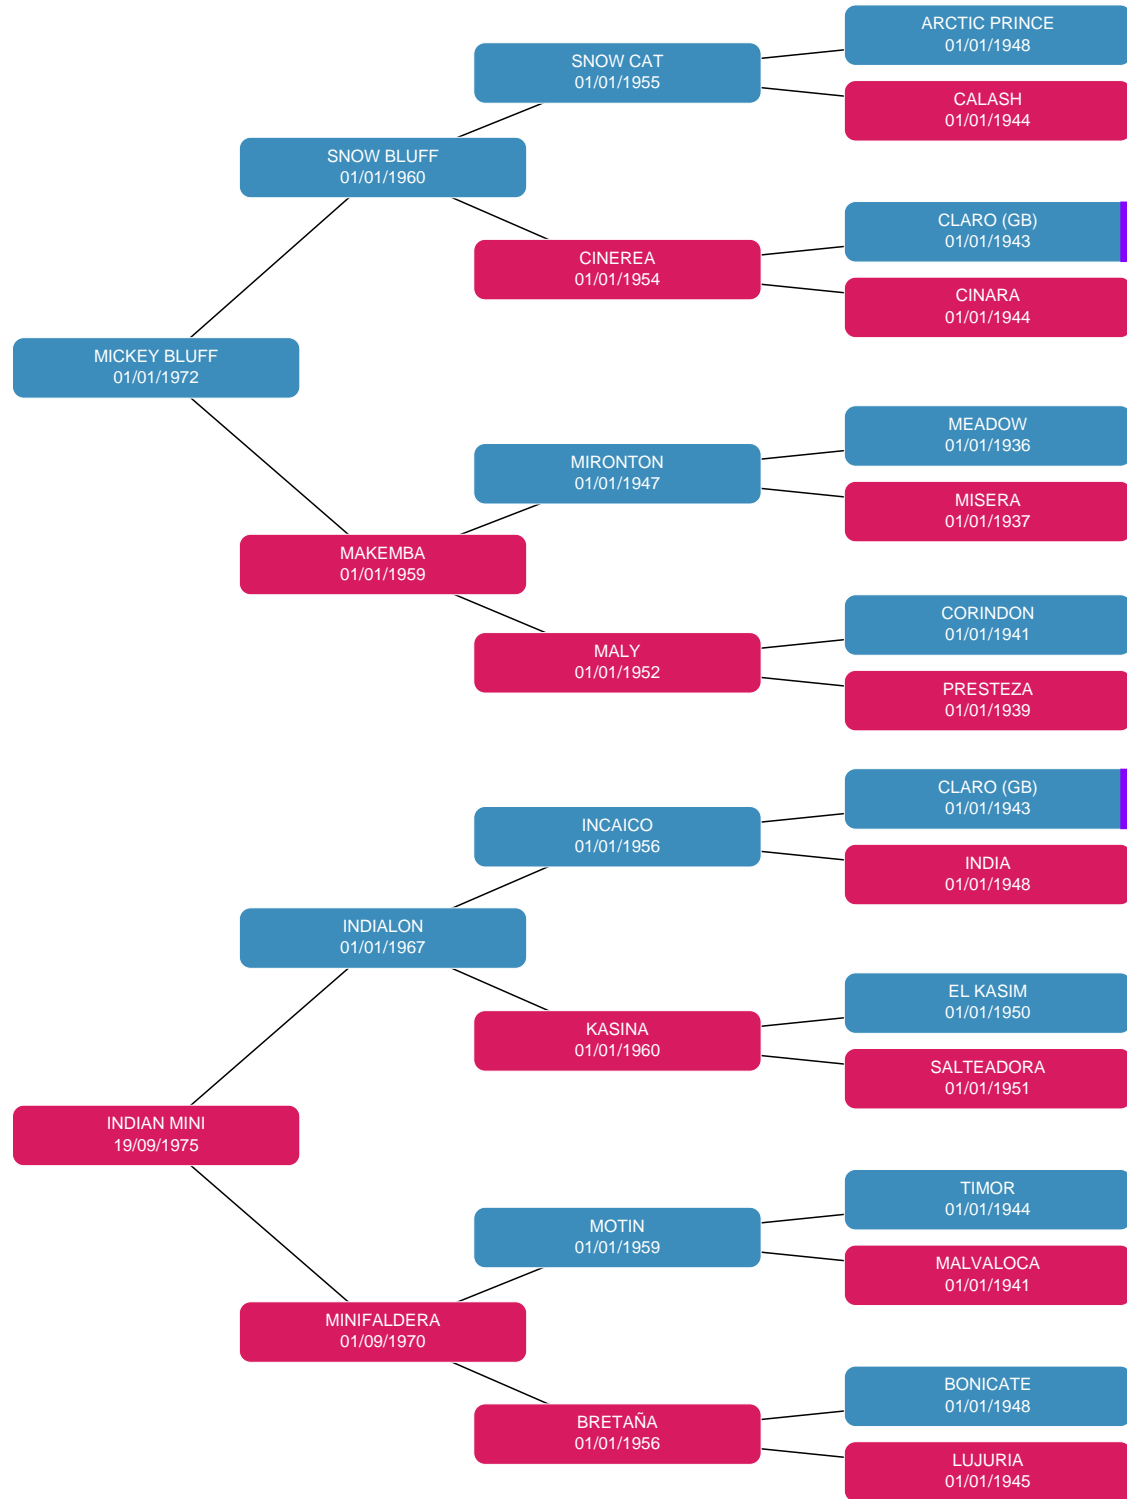 ARCTIC PRINCE
01/01/1948
SNOW CAT
01/01/1955
CALASH
01/01/1944
SNOW BLUFF
01/01/1960
CLARO (GB)
01/01/1943
CINEREA
01/01/1954
CINARA
01/01/1944
MICKEY BLUFF
01/01/1972
MEADOW
01/01/1936
MIRONTON
01/01/1947
MISERA
01/01/1937
MAKEMBA
01/01/1959
CORINDON
01/01/1941
MALY
01/01/1952
PRESTEZA
01/01/1939
CLARO (GB)
01/01/1943
INCAICO
01/01/1956
INDIA
01/01/1948
INDIALON
01/01/1967
EL KASIM
01/01/1950
KASINA
01/01/1960
SALTEADORA
01/01/1951
INDIAN MINI
19/09/1975
TIMOR
01/01/1944
MOTIN
01/01/1959
MALVALOCA
01/01/1941
MINIFALDERA
01/09/1970
BONICATE
01/01/1948
BRETAÑA
01/01/1956
LUJURIA
01/01/1945